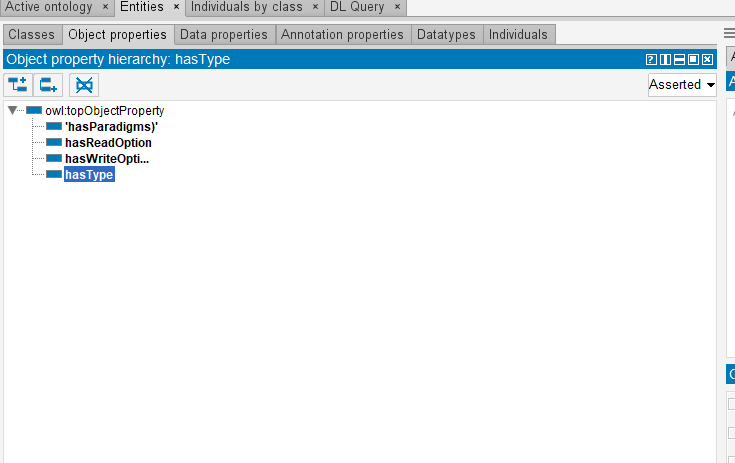 Active ontology × Entities × Individuals by class × DL Query ×
Classes Object properties Data properties Annotation properties Datatypes Individuals
Object property hierarchy: hasType
Asserted
owl:topObjectProperty
'hasParadigms)'
hasReadOption
hasWriteOpti...
hasType